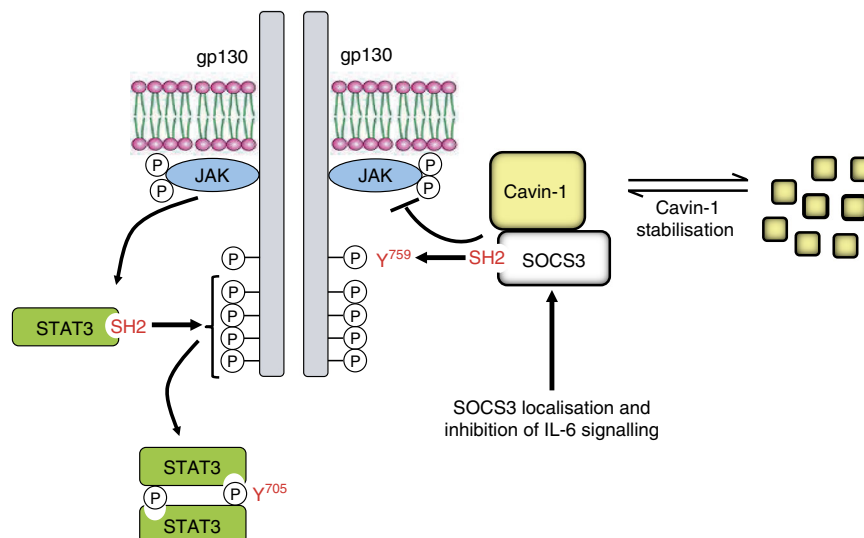 gp130
gp130
P
P
JAK
JAK
P
P
Cavin-1
Cavin-1
stabilisation
P
P
Y⁷⁵⁹
SH2
SOCS3
STAT3
SH2
P
P
P
P
P
P
P
P
SOCS3 localisation and
inhibition of IL-6 signalling
STAT3
P
P
Y⁷⁰⁵
STAT3